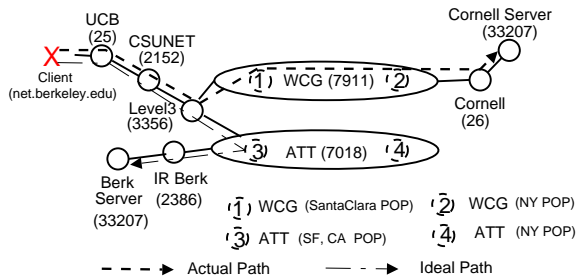 UCB
(25)
CSUNET
(2152)
Cornell Server
(33207)
X
Client
(net.berkeley.edu)
1 WCG (7911) 2
Level3
(3356)
Cornell
(26)
3 ATT (7018) 4
Berk
Server
(33207)
IR Berk
(2386)
1 WCG (SantaClara POP)
2 WCG (NY POP)
3 ATT (SF, CA POP)
4 ATT (NY POP)
Actual Path
Ideal Path